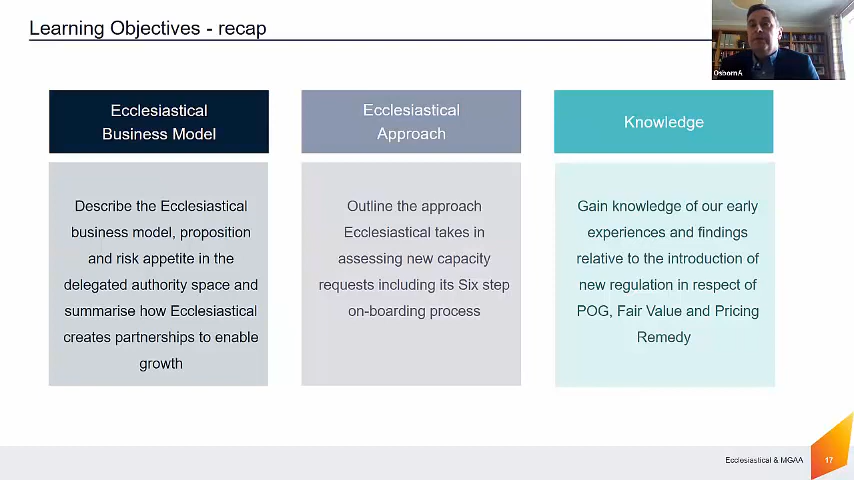 Learning Objectives - recap
OsbornA
Ecclesiastical
Business Model
Describe the Ecclesiastical
business model, proposition
and risk appetite in the
delegated authority space and
summarise how Ecclesiastical
creates partnerships to enable
growth
Ecclesiastical
Approach
Outline the approach
Ecclesiastical takes in
assessing new capacity
requests including its Six step
on-boarding process
Knowledge
Gain knowledge of our early
experiences and findings
relative to the introduction of
new regulation in respect of
POG, Fair Value and Pricing
Remedy
Ecclesiastical & MGAA
17